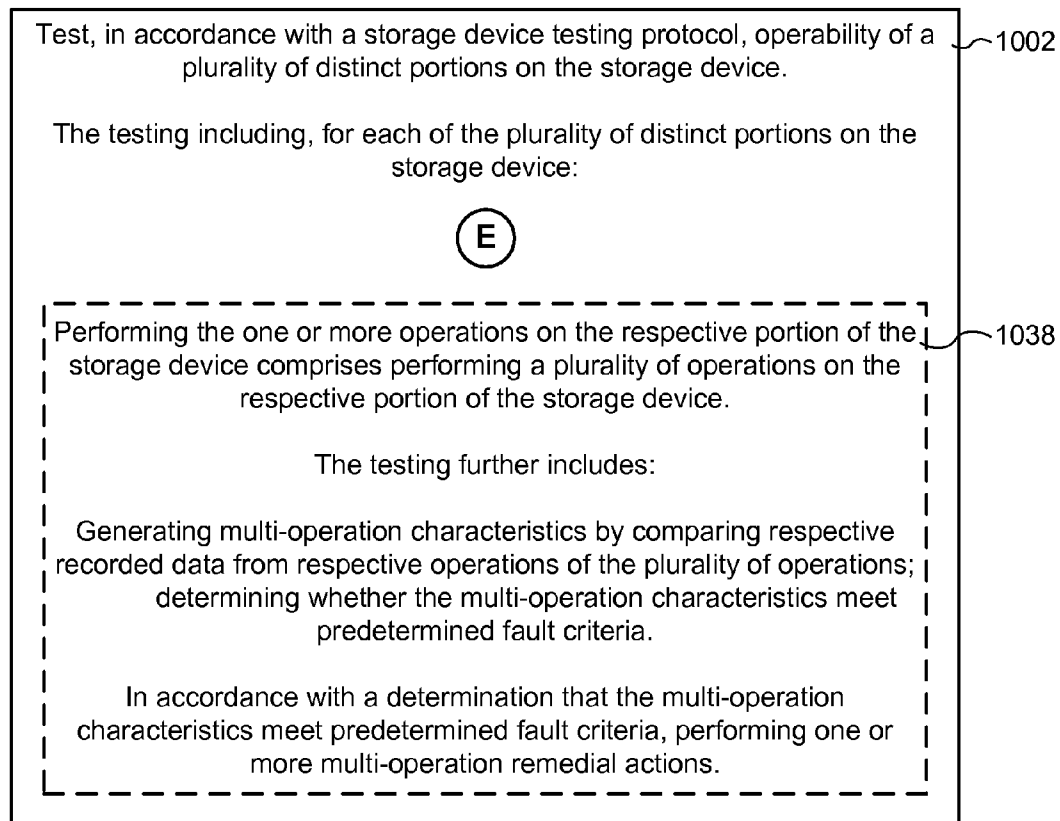 Test, in accordance with a storage device testing protocol, operability of a
plurality of distinct portions on the storage device.
1002
The testing including, for each of the plurality of distinct portions on the
storage device:
E
Performing the one or more operations on the respective portion of the
storage device comprises performing a plurality of operations on the
respective portion of the storage device.
1038
The testing further includes:
Generating multi-operation characteristics by comparing respective
recorded data from respective operations of the plurality of operations;
determining whether the multi-operation characteristics meet
predetermined fault criteria.
In accordance with a determination that the multi-operation
characteristics meet predetermined fault criteria, performing one or
more multi-operation remedial actions.